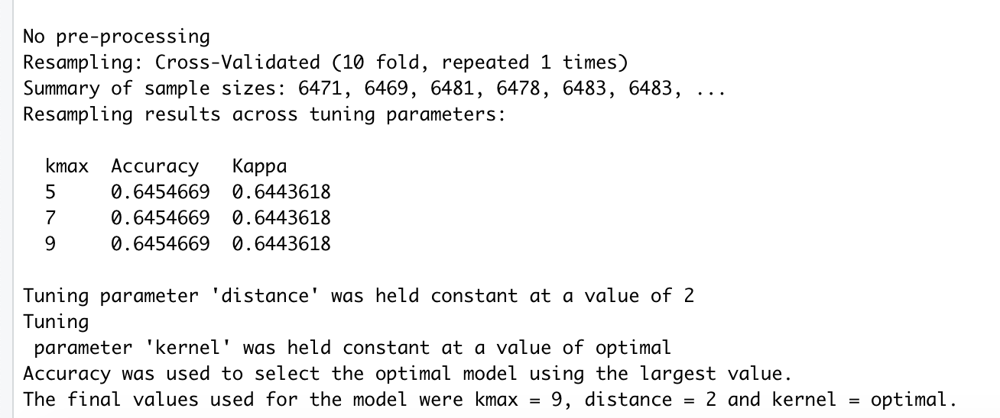 No pre-processing
Resampling: Cross-Validated (10 fold, repeated 1 times)
Summary of sample sizes: 6471, 6469, 6481, 6478, 6483, 6483, ...
Resampling results across tuning parameters:
kmax  Accuracy   Kappa
5     0.6454669  0.6443618
7     0.6454669  0.6443618
9     0.6454669  0.6443618
Tuning parameter 'distance' was held constant at a value of 2
Tuning
parameter 'kernel' was held constant at a value of optimal
Accuracy was used to select the optimal model using the largest value.
The final values used for the model were kmax = 9, distance = 2 and kernel = optimal.